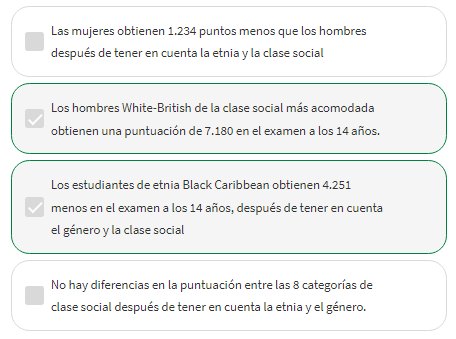 Las mujeres obtienen 1.234 puntos menos que los hombres
después de tener en cuenta la etnia y la clase social
Los hombres White-British de la clase social más acomodada
obtienen una puntuación de 7.180 en el examen a los 14 años.
Los estudiantes de etnia Black Caribbean obtienen 4.251
menos en el examen a los 14 años, después de tener en cuenta
el género y la clase social
No hay diferencias en la puntuación entre las 8 categorías de
clase social después de tener en cuenta la etnia y el género.